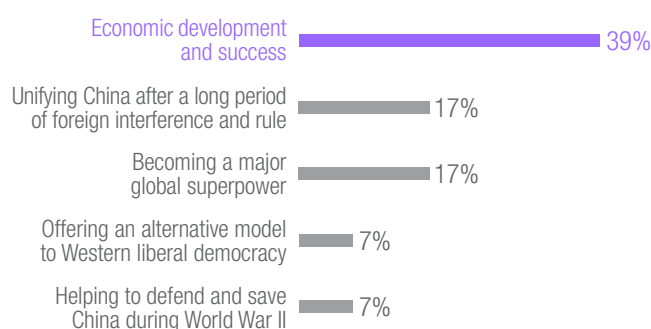 Economic development
and success
39%
Unifying China after a long period
of foreign interference and rule
17%
Becoming a major
global superpower
17%
Offering an alternative model
to Western liberal democracy
7%
Helping to defend and save
China during World War II
7%